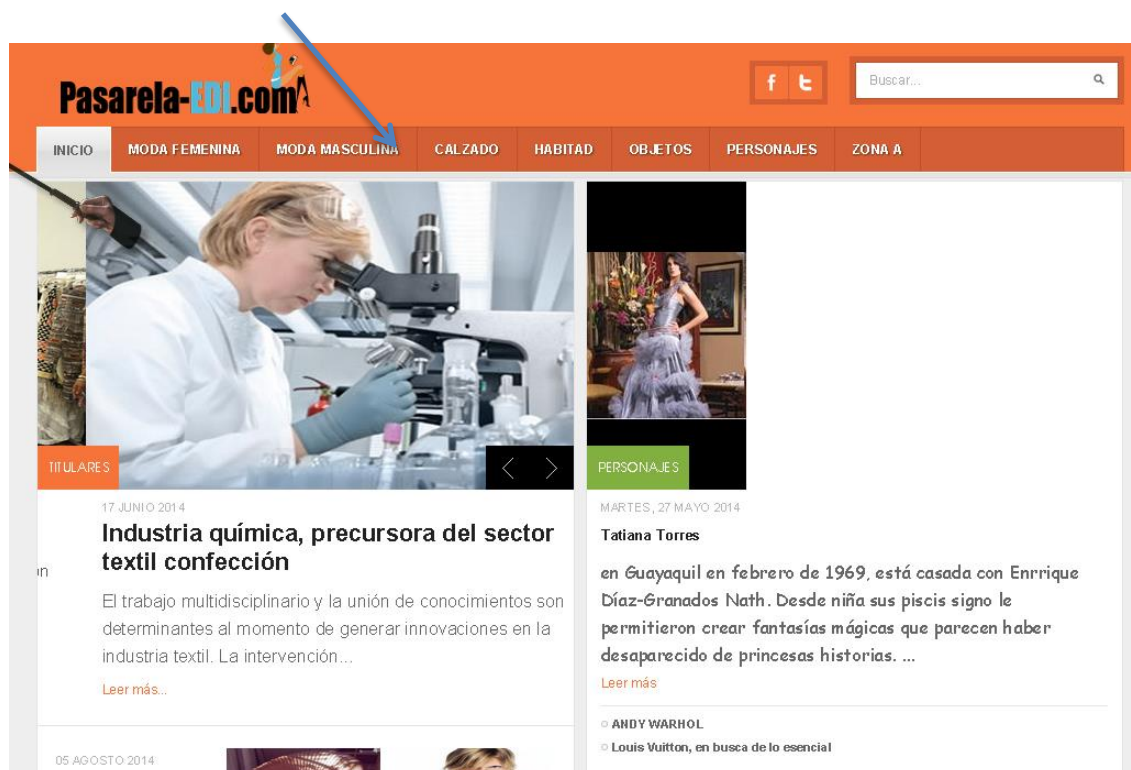 Pasarela-EDI.com
f t
Buscar...
INICIO MODA FEMENINA MODA MASCULINA CALZADO HABITAD OBJETOS PERSONAJES ZONA A
TITULARES
17 JUNIO 2014
Industria química, precursora del sector
textil confección
El trabajo multidisciplinario y la unión de conocimientos son
determinantes al momento de generar innovaciones en la
industria textil. La intervención...
Leer más...
05 AGOSTO 2014
PERSONAJES
MARTES, 27 MAYO 2014
Tatiana Torres
en Guayaquil en febrero de 1969, está casada con Enrrique
Díaz-Granados Nath. Desde niña sus piscis signo le
permitieron crear fantasías mágicas que parecen haber
desaparecido de princesas historias. ...
Leer más
ANDY WARHOL
Louis Vuitton, en busca de lo esencial